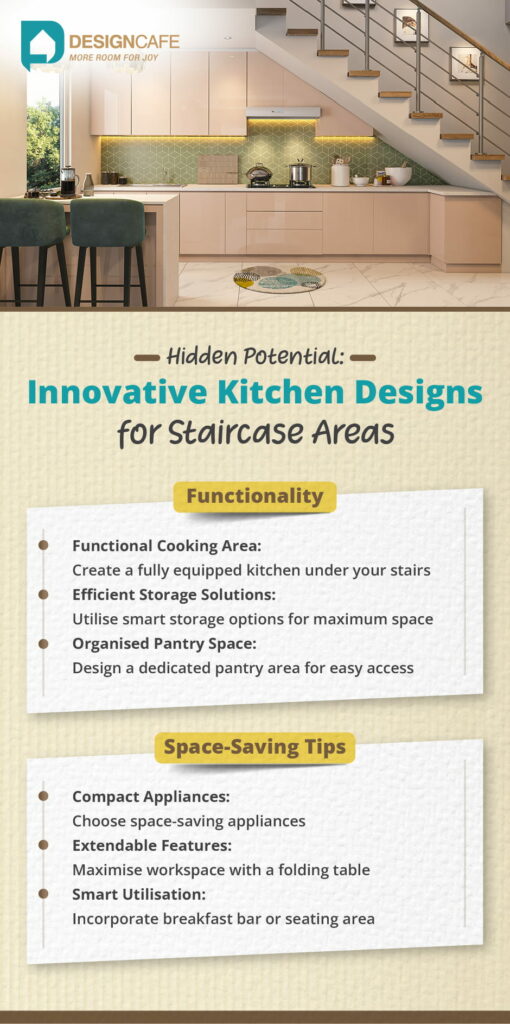 DESIGNCAFE
MORE ROOM FOR JOY
Hidden Potential:
Innovative Kitchen Designs
for Staircase Areas
Functionality
Functional Cooking Area:
Create a fully equipped kitchen under your stairs
Efficient Storage Solutions:
Utilise smart storage options for maximum space
Organised Pantry Space:
Design a dedicated pantry area for easy access
Space-Saving Tips
Compact Appliances:
Choose space-saving appliances
Extendable Features:
Maximise workspace with a folding table
Smart Utilisation:
Incorporate breakfast bar or seating area